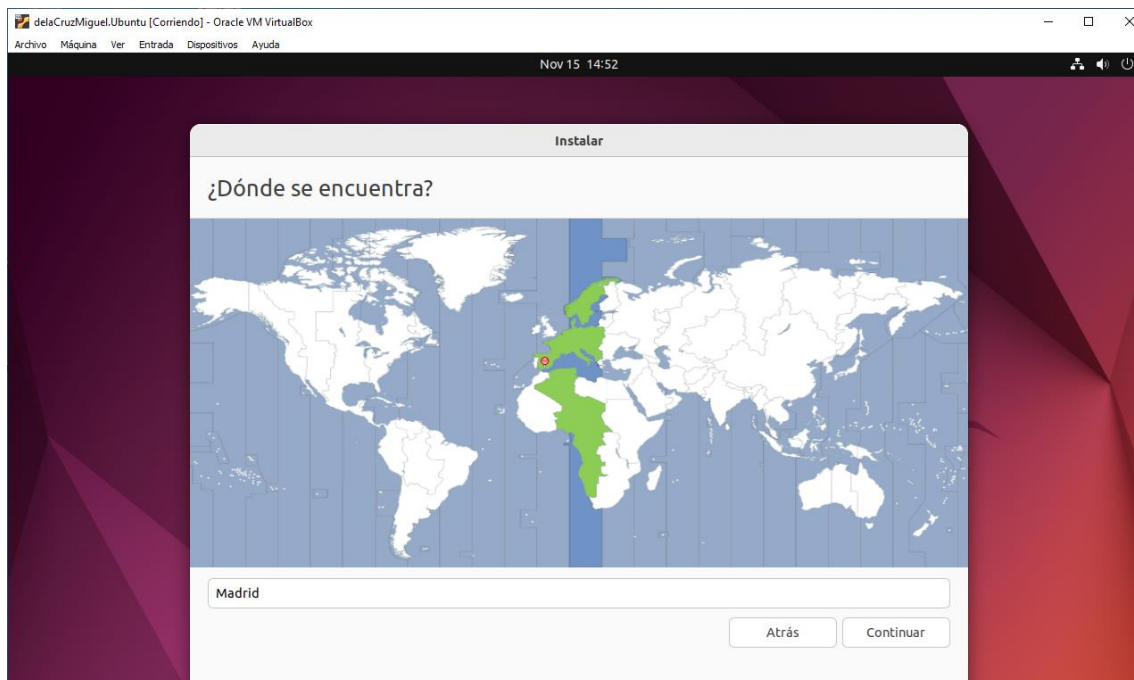 delaCruzMiguel.Ubuntu [Corriendo] - Oracle VM VirtualBox
Archivo Máquina Ver Entrada Dispositivos Ayuda
Nov 15 14:52
Instalar
¿Dónde se encuentra?
Madrid
Atrás Continuar